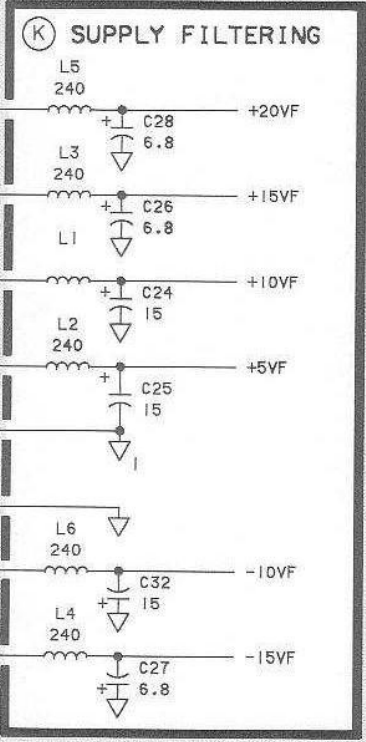 K SUPPLY FILTERING
L5
240
+20VF
+ C28
6.8
L3
240
+15VF
+ C26
6.8
L1
+10VF
+ C24
15
L2
240
+5VF
+ C25
15
1
L6
240
-10VF
C32
+ 15
L4
240
-15VF
C27
+ 6.8